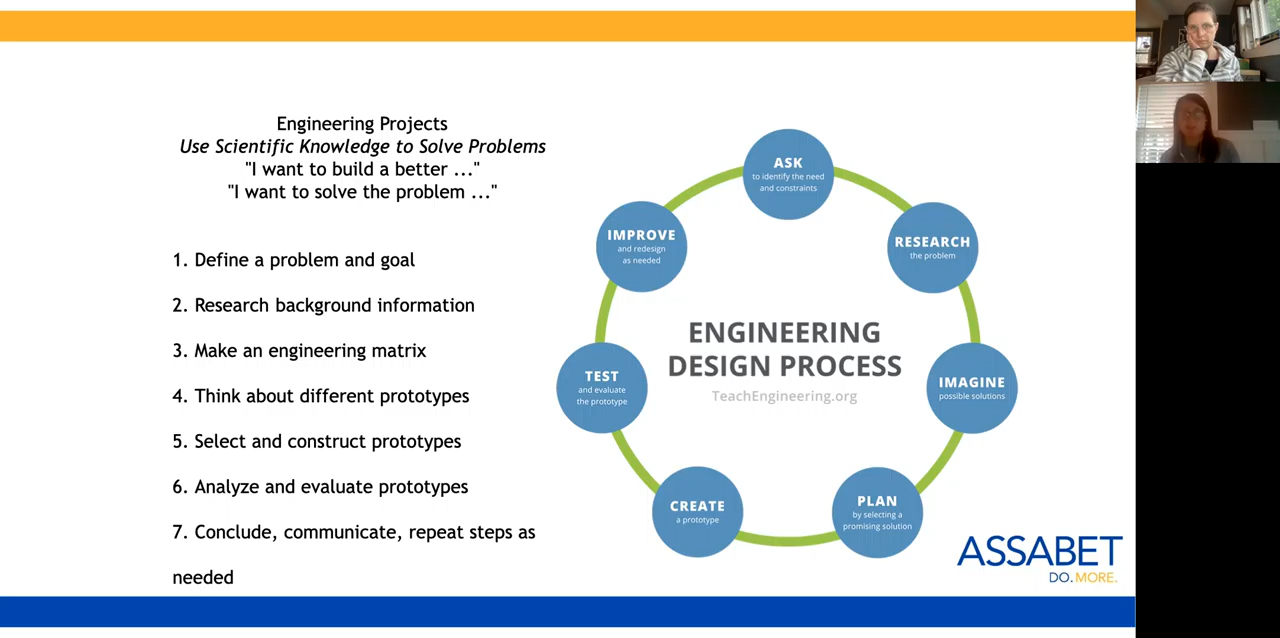 Engineering Projects
Use Scientific Knowledge to Solve Problems
"I want to build a better ..."
"I want to solve the problem ..."
1. Define a problem and goal
2. Research background information
3. Make an engineering matrix
4. Think about different prototypes
5. Select and construct prototypes
6. Analyze and evaluate prototypes
7. Conclude, communicate, repeat steps as
needed
ASK
to identify the need
and constraints
RESEARCH
the problem
IMAGINE
possible solutions
PLAN
by selecting a
promising solution
CREATE
a prototype
TEST
and evaluate
the prototype
IMPROVE
and redesign
as needed
ENGINEERING
DESIGN PROCESS
TeachEngineering.org
ASSABET
DO.MORE.